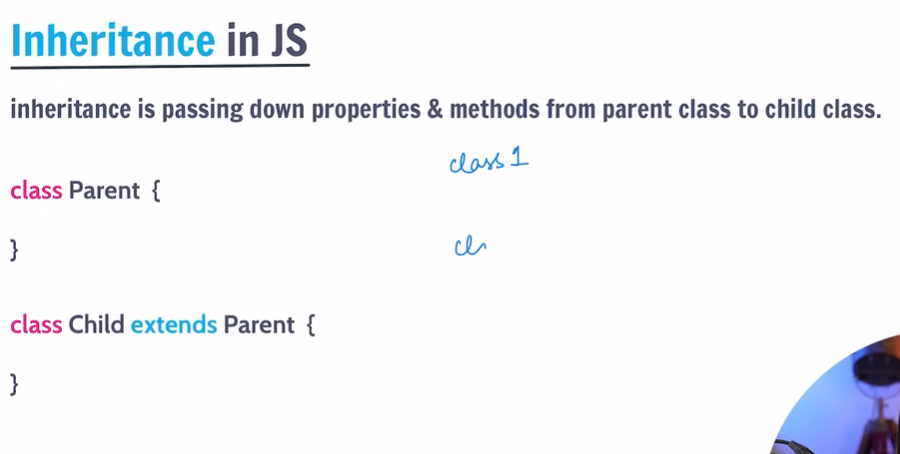 Inheritance in JS
inheritance is passing down properties & methods from parent class to child class.
class 1
class Parent {
}
class Child extends Parent {
}